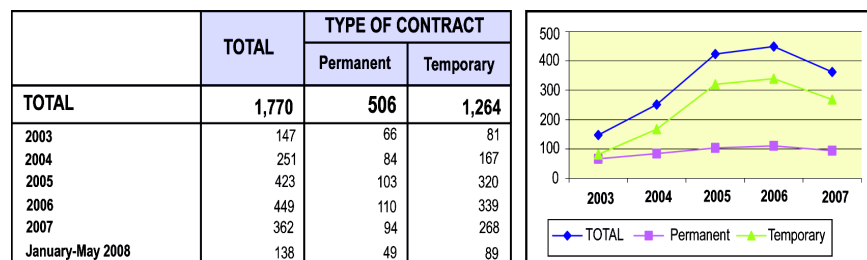 TOTAL
TYPE OF CONTRACT
Permanent Temporary
TOTAL 1,770 506 1,264
2003 147 66 81
2004 251 84 167
2005 423 103 320
2006 449 110 339
2007 362 94 268
January-May 2008 138 49 89
500
400
300
200
100
0
2003 2004 2005 2006 2007
TOTAL Permanent Temporary